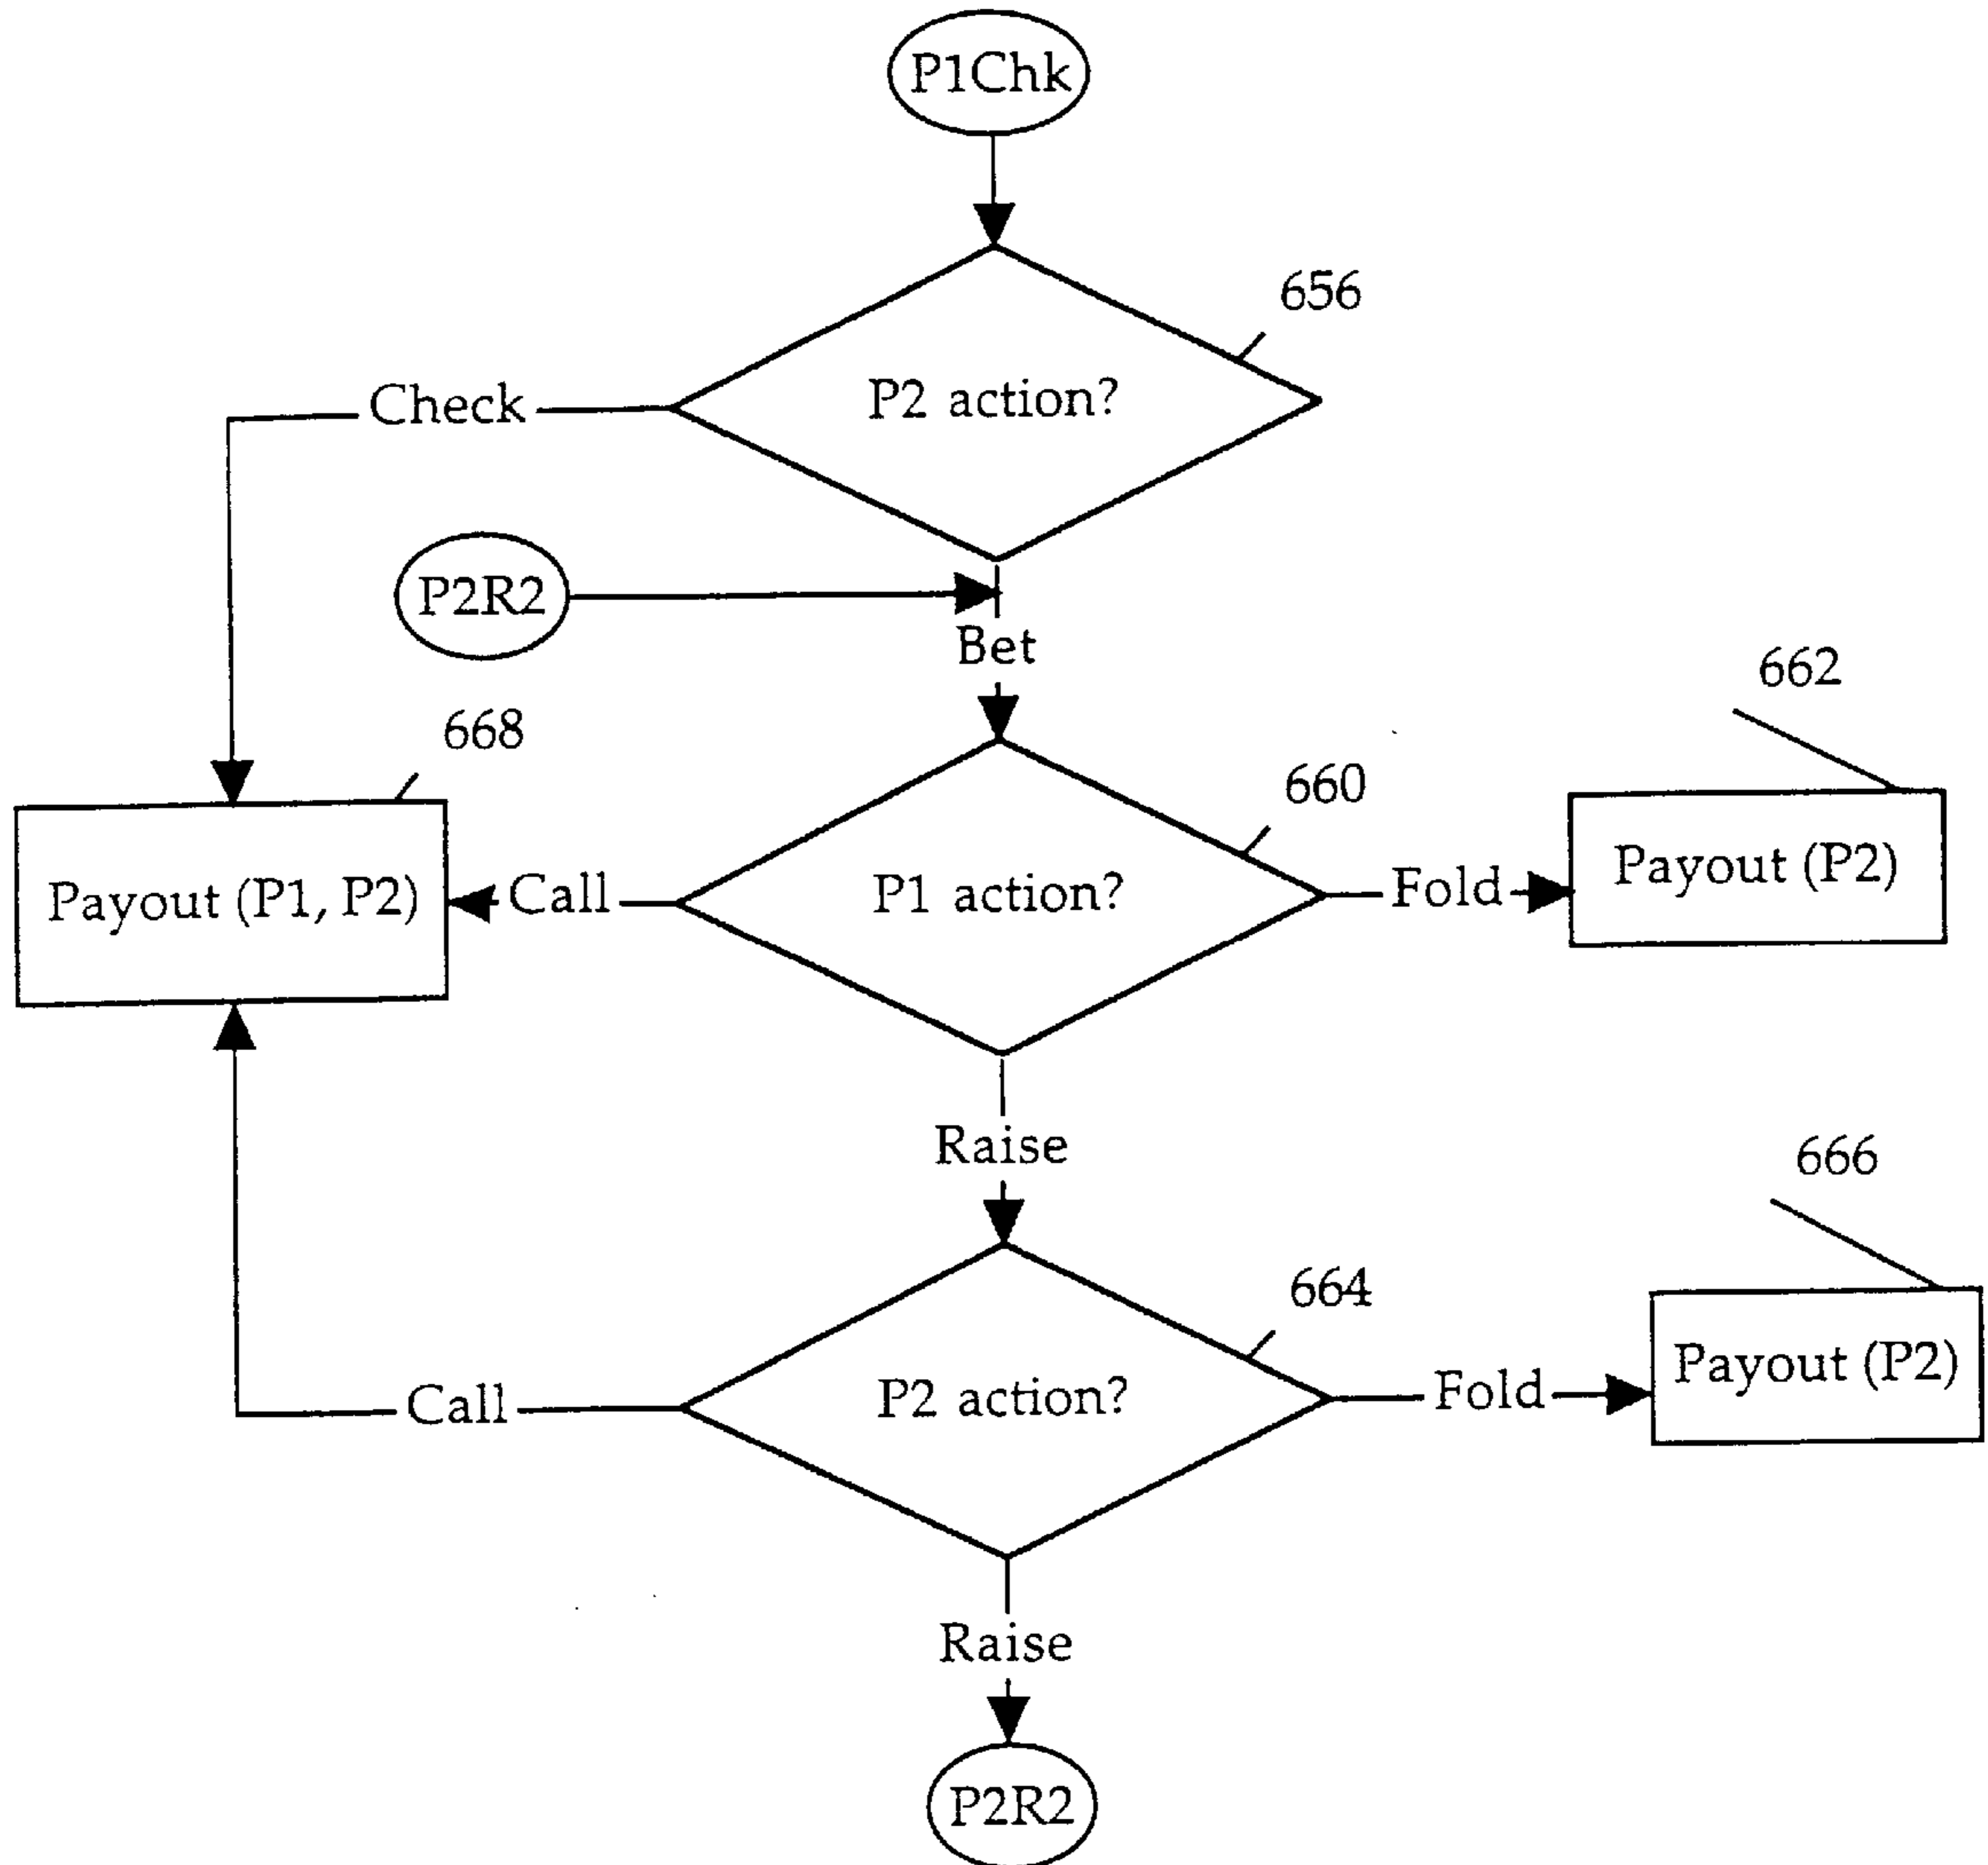 P1Chk
656
P2 action?
Check
P2R2
Bet
662
668
660
Payout (P1, P2)
Call
P1 action?
Fold
Payout (P2)
Raise
666
664
Call
P2 action?
Fold
Payout (P2)
Raise
P2R2